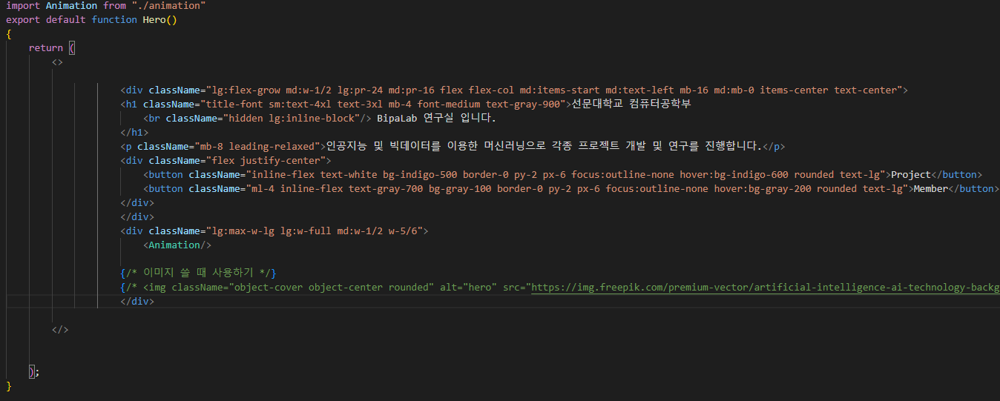 import Animation from "./animation"
export default function Hero()
{
return (
<>
<div className="lg:flex-grow md:w-1/2 lg:pr-24 md:pr-16 flex flex-col md:items-start md:text-left mb-16 md:mb-0 items-center text-center">
<h1 className="title-font sm:text-4xl text-3xl mb-4 font-medium text-gray-900">선문대학교 컴퓨터공학부
<br className="hidden lg:inline-block"/> BipaLab 연구실 입니다.
</h1>
<p className="mb-8 leading-relaxed">인공지능 및 빅데이터를 이용한 머신러닝으로 각종 프로젝트 개발 및 연구를 진행합니다.</p>
<div className="flex justify-center">
<button className="inline-flex text-white bg-indigo-500 border-0 py-2 px-6 focus:outline-none hover:bg-indigo-600 rounded text-lg">Project</button>
<button className="ml-4 inline-flex text-gray-700 bg-gray-100 border-0 py-2 px-6 focus:outline-none hover:bg-gray-200 rounded text-lg">Member</button>
</div>
</div>
<div className="lg:max-w-lg lg:w-full md:w-1/2 w-5/6">
<Animation/>
{/* 이미지 쓸 때 사용하기 */}
{/* <img className="object-cover object-center rounded" alt="hero" src="https://img.freepik.com/premium-vector/artificial-intelligence-ai-technology-backg
</div>
</>
);
}